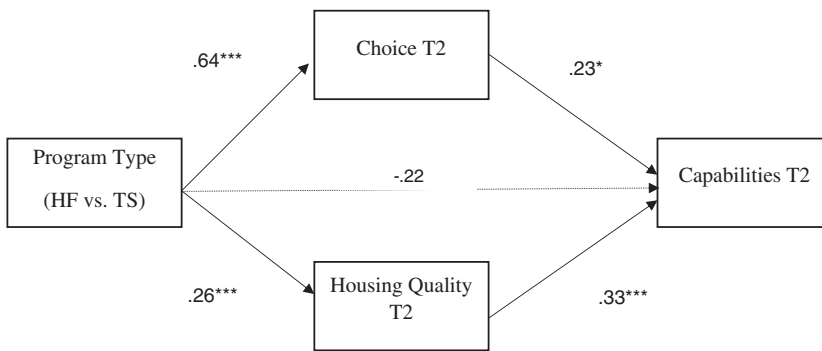 Choice T2
.64***
.23*
Program Type
(HF vs. TS)
-.22
Capabilities T2
.26***
Housing Quality
T2
.33***